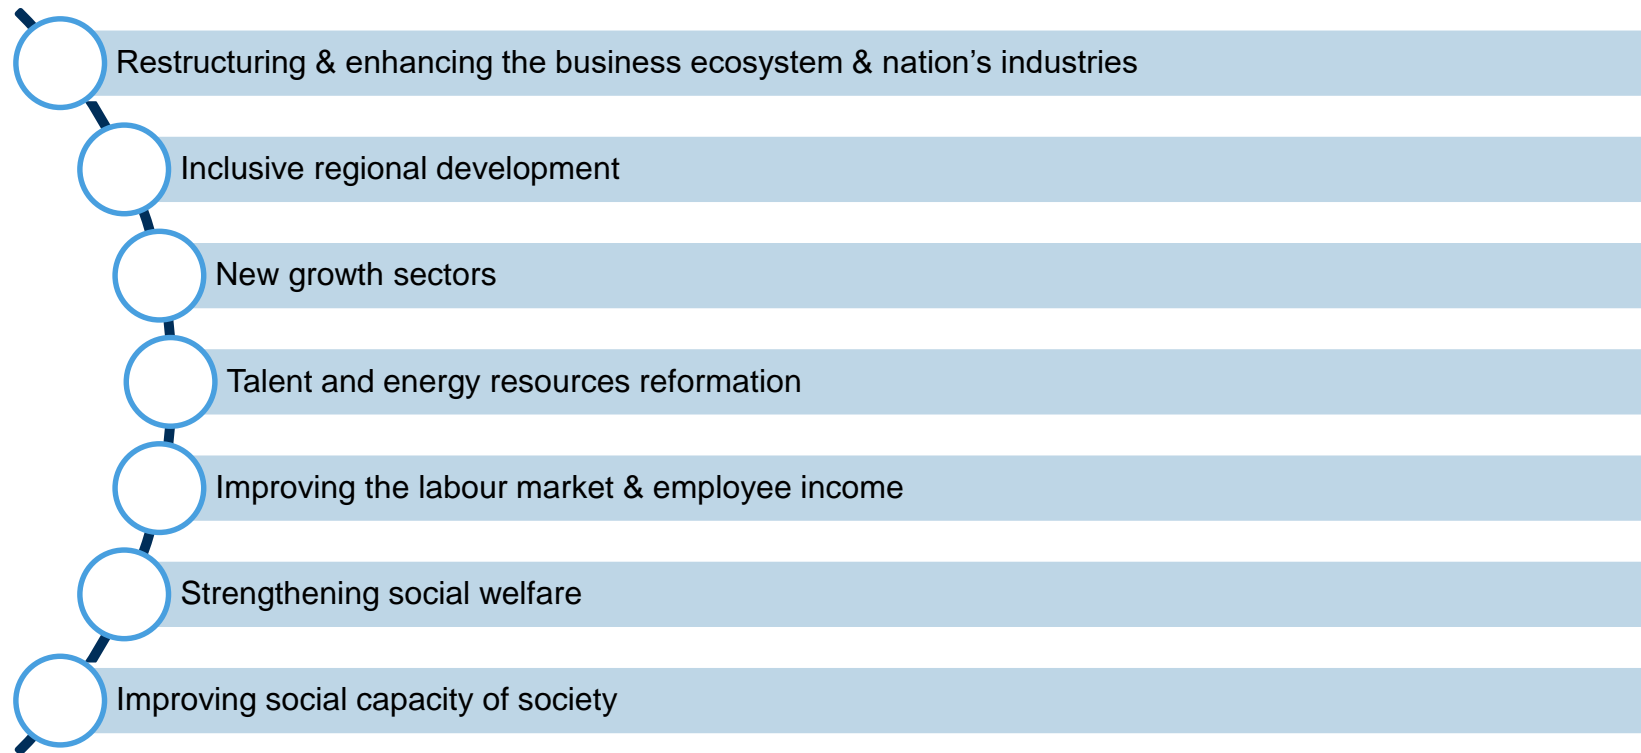 Restructuring & enhancing the business ecosystem & nation’s industries
Inclusive regional development
New growth sectors
Talent and energy resources reformation
Improving the labour market & employee income
Strengthening social welfare
Improving social capacity of society